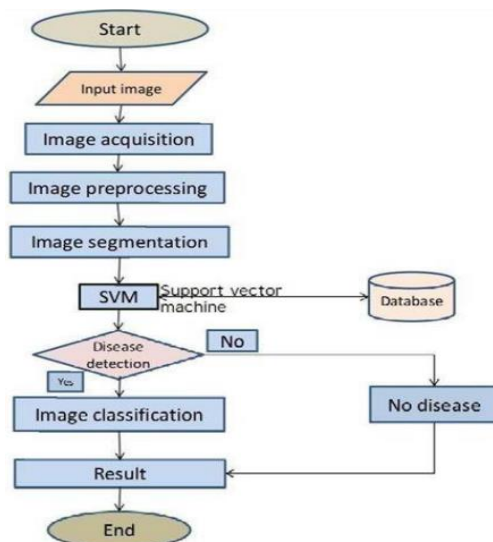 Start
Input image
Image acquisition
Image preprocessing
Image segmentation
SVM
Support vector
machine
Database
Disease
detection
No
Yes
Image classification
No disease
Result
End